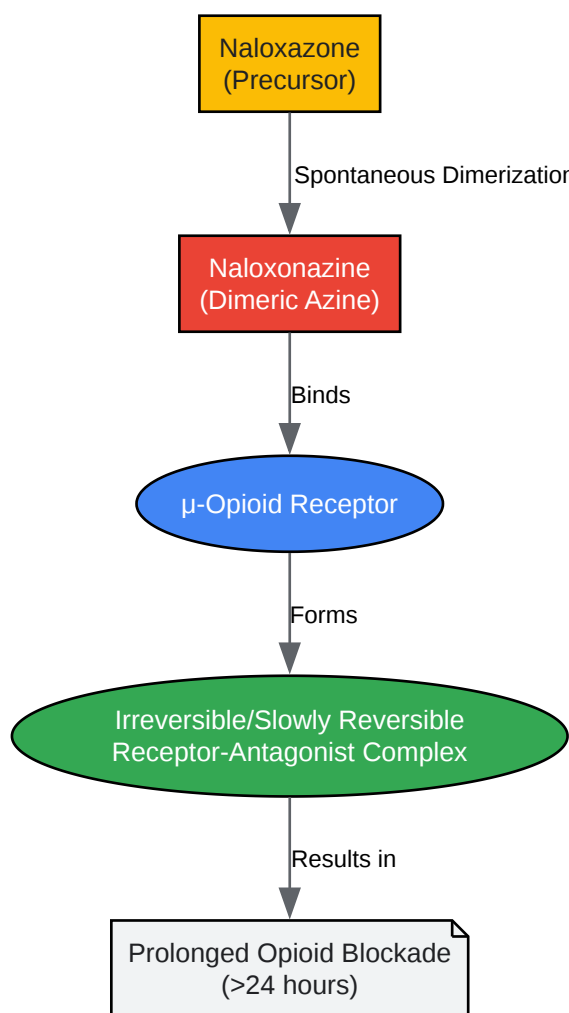 Naloxazone
(Precursor)
Spontaneous Dimerization
Naloxonazine
(Dimeric Azine)
Binds
μ-Opioid Receptor
Forms
Irreversible/Slowly Reversible
Receptor-Antagonist Complex
Results in
Prolonged Opioid Blockade
(>24 hours)